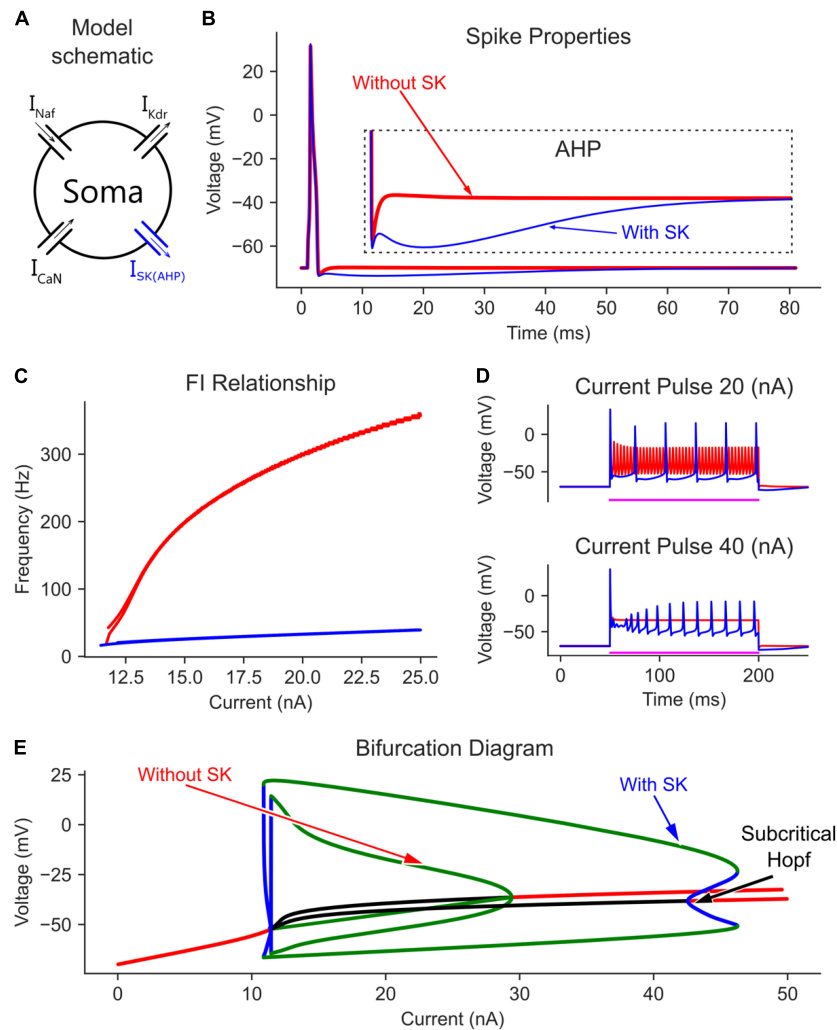 A
Model
schematic
I Naf
I Kdr
Soma
I CaN
I SK(AHP)
B
Spike Properties
Voltage (mV)
20
0
−20
−40
−60
Without SK
AHP
With SK
0 10 20 30 40 50 60 70 80
Time (ms)
C
FI Relationship
Frequency (Hz)
300
200
100
0
12.5 15.0 17.5 20.0 22.5 25.0
Current (nA)
D
Current Pulse 20 (nA)
Voltage (mV)
0
−50
Current Pulse 40 (nA)
Voltage (mV)
0
−50
0 100 200
Time (ms)
E
Bifurcation Diagram
Voltage (mV)
25
0
−25
−50
Without SK
With SK
Subcritical
Hopf
0 10 20 30 40 50
Current (nA)